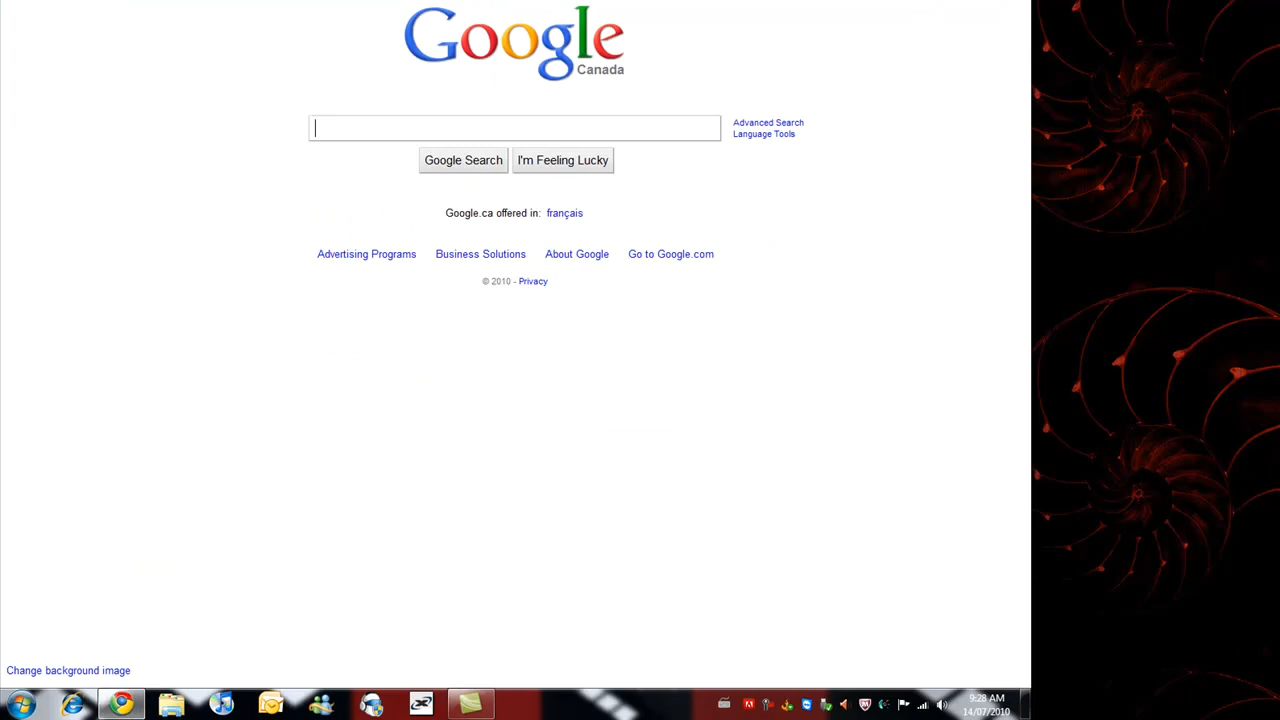 Google
Canada
Advanced Search
Language Tools
Google Search I'm Feeling Lucky
Google.ca offered in: français
Advertising Programs Business Solutions About Google Go to Google.com
© 2010 - Privacy
Change background image
9:28 AM
14/07/2010